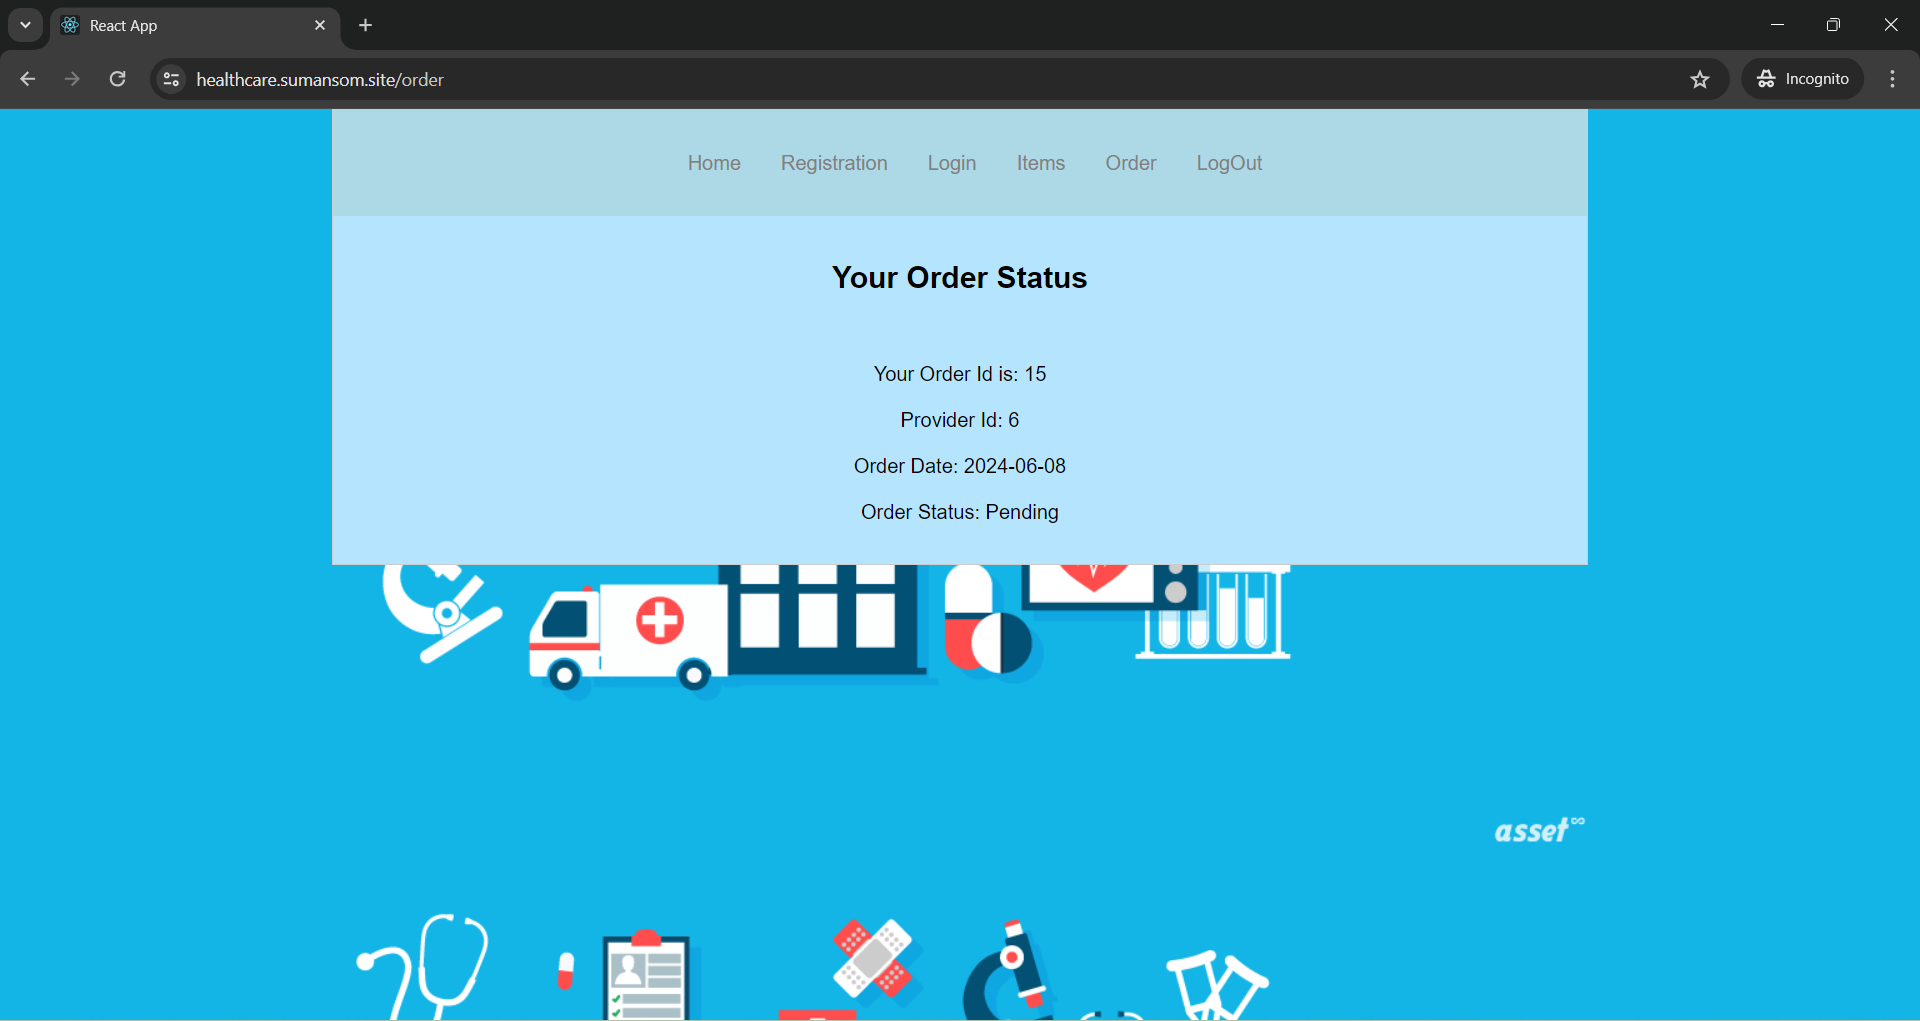 React App
healthcare.sumansom.site/order
Incognito
Home Registration Login Items Order LogOut
Your Order Status
Your Order Id is: 15
Provider Id: 6
Order Date: 2024-06-08
Order Status: Pending
asset∞